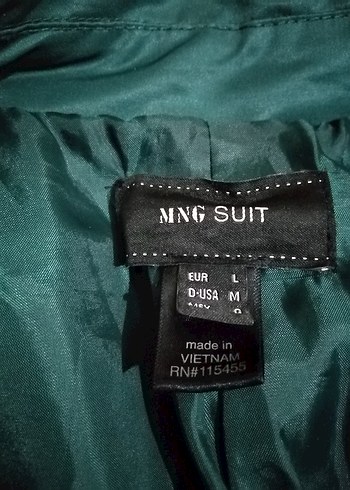 MNG SUIT
EUR L
D·USA M
made in
VIETNAM
RN#115455